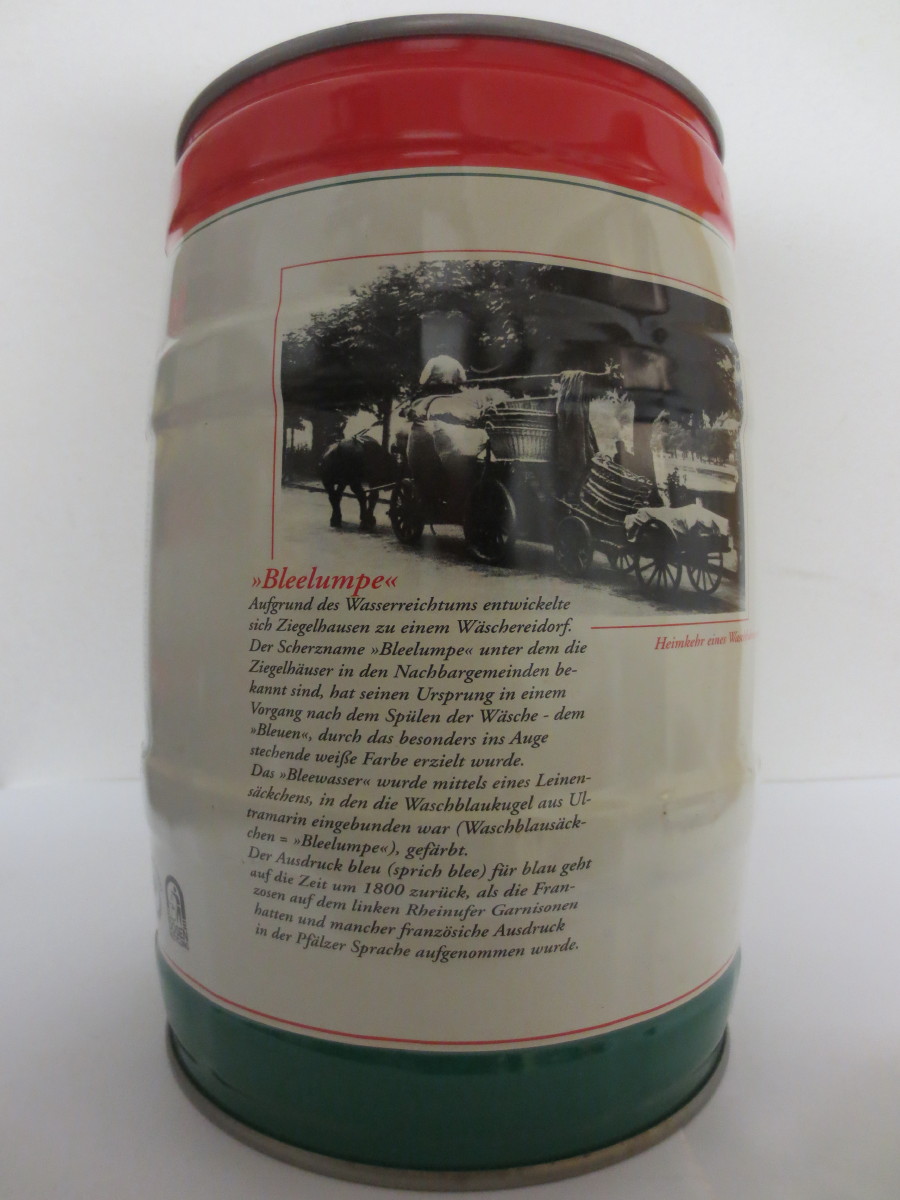 »Bleelumpe«
Aufgrund des Wasserreichtums entwickelte
sich Ziegelhausen zu einem Wäschereidorf.
Der Scherzname »Bleelumpe« unter dem die
Ziegelhäuser in den Nachbargemeinden be-
kannt sind, hat seinen Ursprung in einem
Vorgang nach dem Spülen der Wäsche - dem
»Bleuen«, durch das besonders ins Auge
stechende weiße Farbe erzielt wurde.
Das »Bleewasser« wurde mittels eines Leinen-
säckchens, in den die Waschblaukugel aus Ul-
tramarin eingebunden war (Waschblausäck-
chen = »Bleelumpe«), gefärbt.
Der Ausdruck bleu (sprich blee) für blau geht
auf die Zeit um 1800 zurück, als die Fran-
zosen auf dem linken Rheinufer Garnisonen
hatten und mancher französiche Ausdruck
in der Pfälzer Sprache aufgenommen wurde.
Heimkehr eines